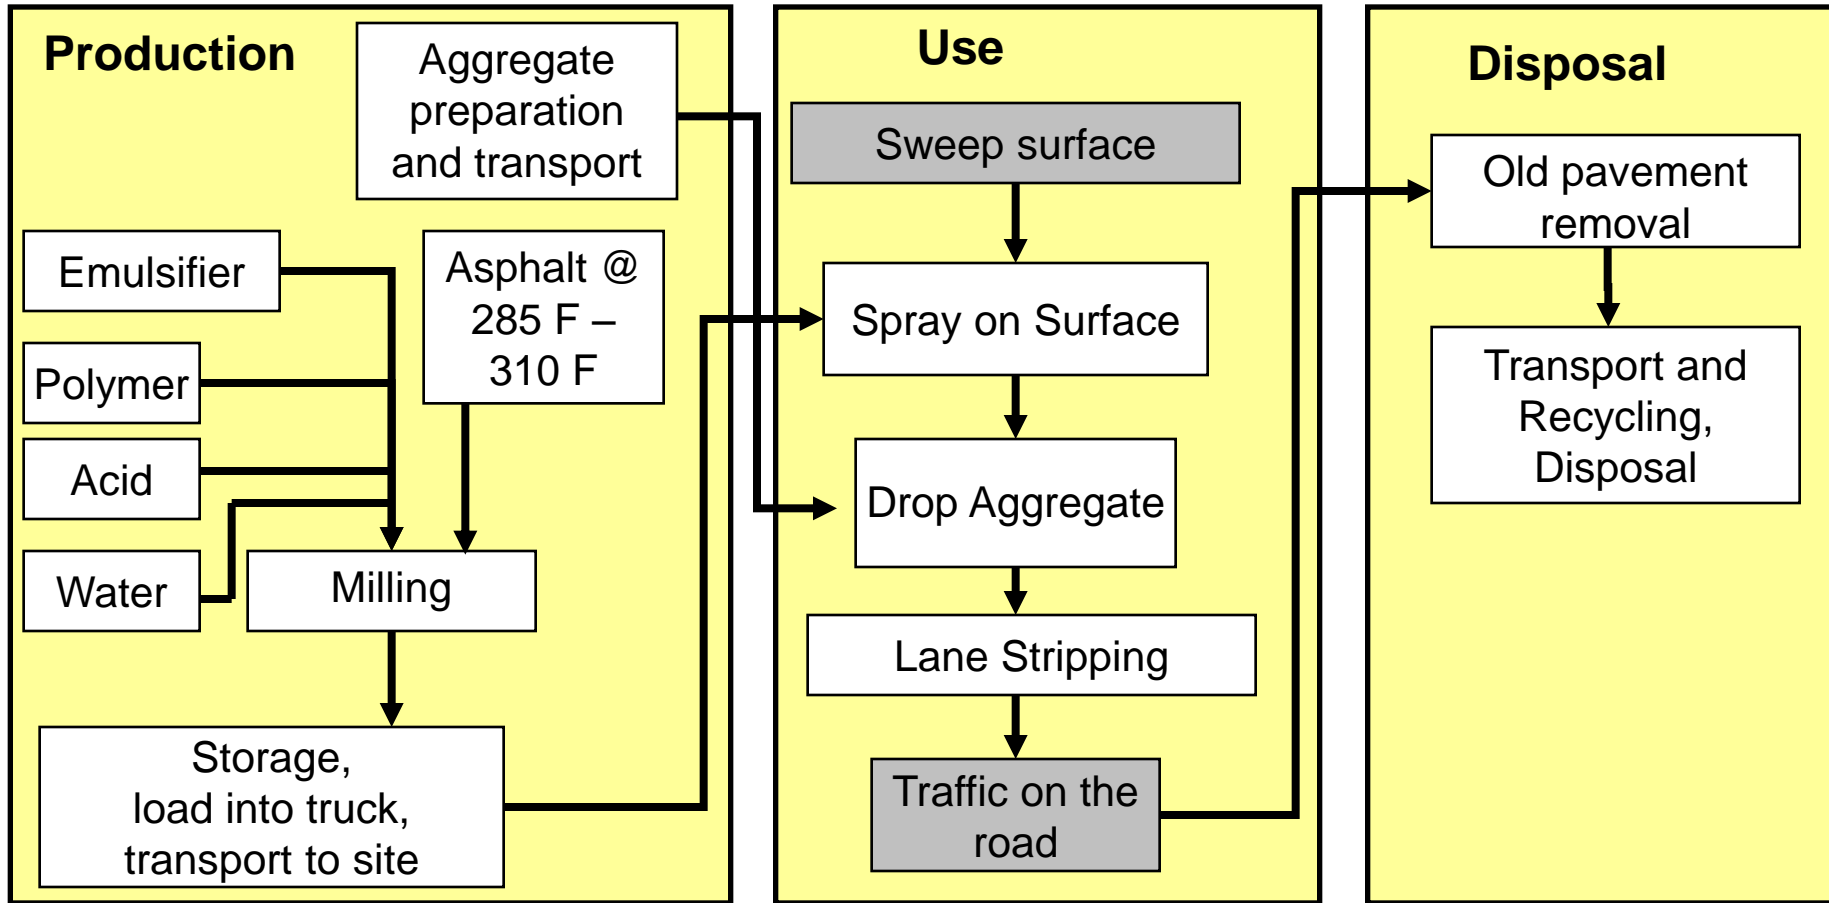 Production
Aggregate
preparation
and transport
Emulsifier
Polymer
Acid
Water
Asphalt @
285 F –
310 F
Milling
Storage,
load into truck,
transport to site
Use
Sweep surface
Spray on Surface
Drop Aggregate
Lane Stripping
Traffic on the
road
Disposal
Old pavement
removal
Transport and
Recycling,
Disposal